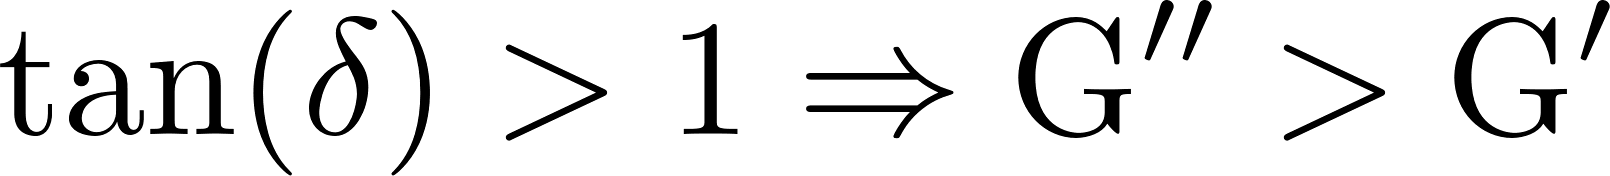 tan(δ) > 1 ⇒ G′′ > G′